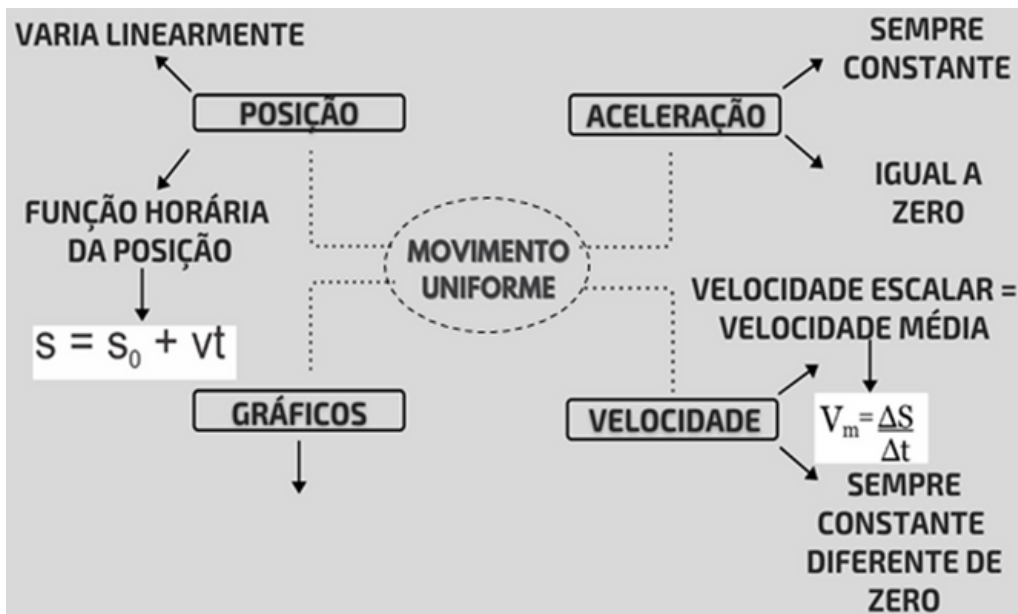 VARIA LINEARMENTE
POSIÇÃO
FUNÇÃO HORÁRIA
DA POSIÇÃO
s = s₀ + vt
GRÁFICOS
MOVIMENTO
UNIFORME
ACELERAÇÃO
SEMPRE
CONSTANTE
IGUAL A
ZERO
VELOCIDADE
VELOCIDADE ESCALAR =
VELOCIDADE MÉDIA
Vₘ=ΔS
Δt
SEMPRE
CONSTANTE
DIFERENTE DE
ZERO